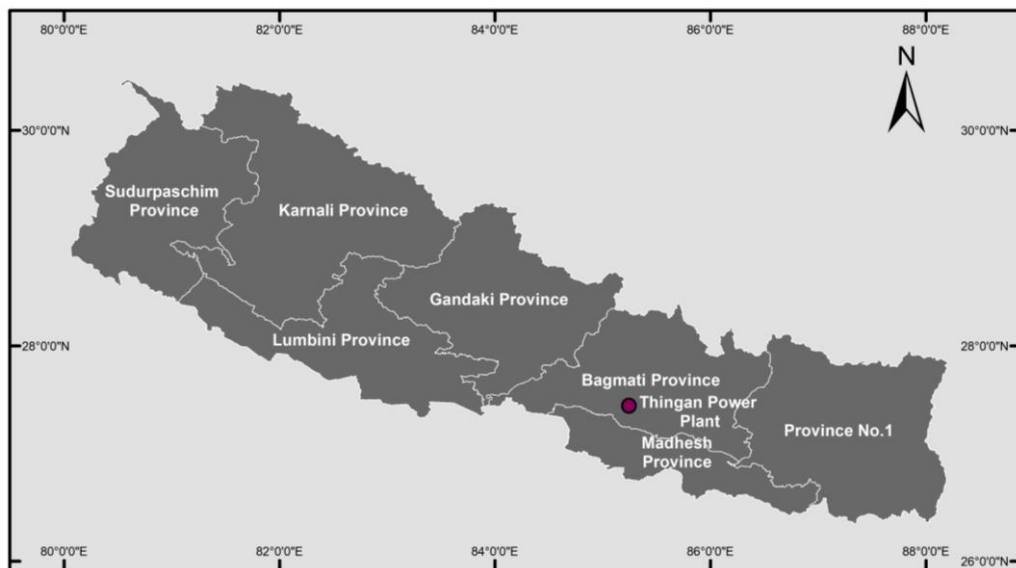 80°0'0"E 82°0'0"E 84°0'0"E 86°0'0"E 88°0'0"E
N
30°0'0"N 30°0'0"N
Sudurpaschim
Province
Karnali Province
Gandaki Province
28°0'0"N 28°0'0"N
Lumbini Province
Bagmati Province
Thingan Power
Plant
Province No.1
Madhesh
Province
26°0'0"N
80°0'0"E 82°0'0"E 84°0'0"E 86°0'0"E 88°0'0"E